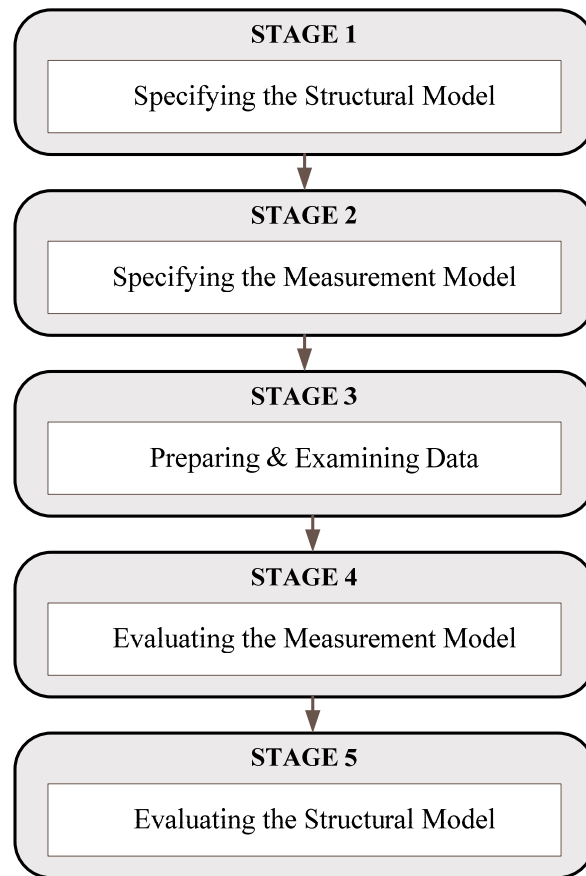 STAGE 1
Specifying the Structural Model
STAGE 2
Specifying the Measurement Model
STAGE 3
Preparing & Examining Data
STAGE 4
Evaluating the Measurement Model
STAGE 5
Evaluating the Structural Model